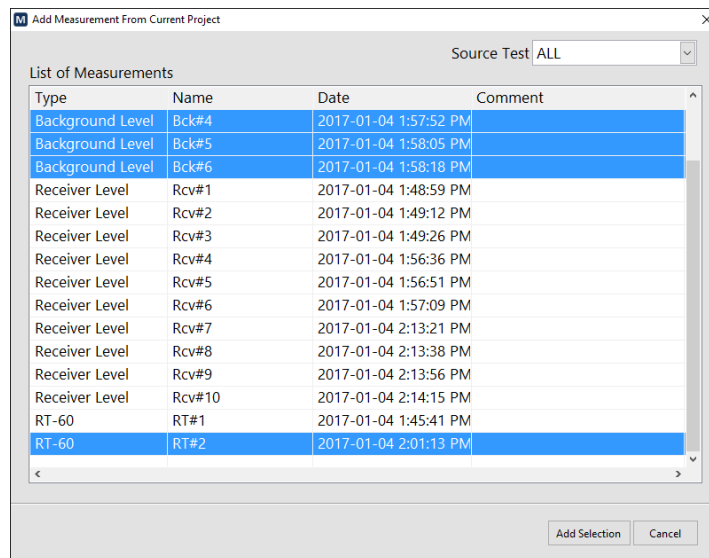 M Add Measurement From Current Project
Source Test ALL
List of Measurements
Type Name Date Comment
Background Level Bck#4 2017-01-04 1:57:52 PM
Background Level Bck#5 2017-01-04 1:58:05 PM
Background Level Bck#6 2017-01-04 1:58:18 PM
Receiver Level Rcv#1 2017-01-04 1:48:59 PM
Receiver Level Rcv#2 2017-01-04 1:49:12 PM
Receiver Level Rcv#3 2017-01-04 1:49:26 PM
Receiver Level Rcv#4 2017-01-04 1:56:36 PM
Receiver Level Rcv#5 2017-01-04 1:56:51 PM
Receiver Level Rcv#6 2017-01-04 1:57:09 PM
Receiver Level Rcv#7 2017-01-04 2:13:21 PM
Receiver Level Rcv#8 2017-01-04 2:13:38 PM
Receiver Level Rcv#9 2017-01-04 2:13:56 PM
Receiver Level Rcv#10 2017-01-04 2:14:15 PM
RT-60 RT#1 2017-01-04 1:45:41 PM
RT-60 RT#2 2017-01-04 2:01:13 PM
Add Selection Cancel